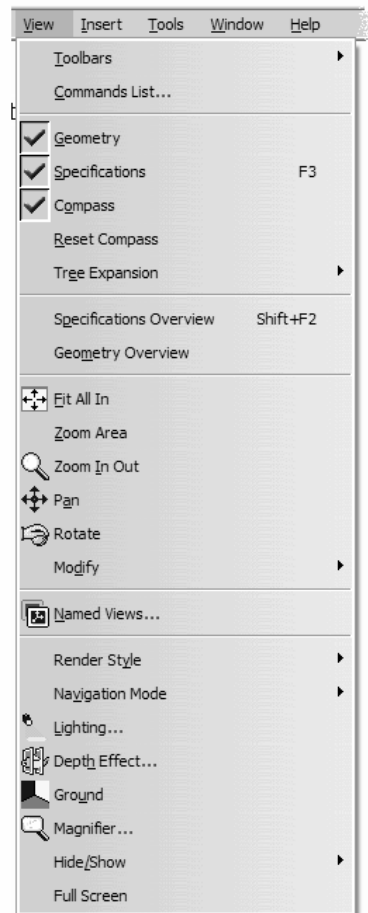 View Insert Tools Window Help
Toolbars
Commands List...
Geometry
Specifications F3
Compass
Reset Compass
Tree Expansion
Specifications Overview Shift+F2
Geometry Overview
Fit All In
Zoom Area
Zoom In Out
Pan
Rotate
Modify
Named Views...
Render Style
Navigation Mode
Lighting...
Depth Effect...
Ground
Magnifier...
Hide/Show
Full Screen